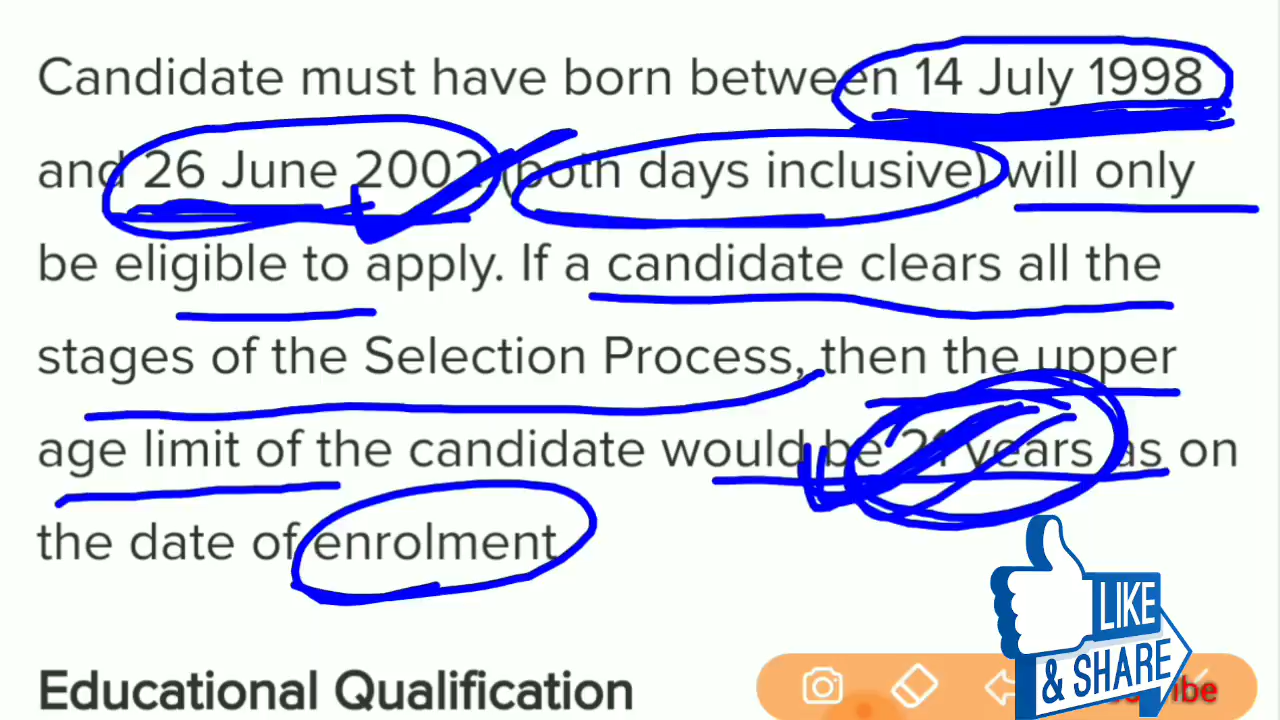 Candidate must have born between 14 July 1998
and 26 June 2002 (both days inclusive) will only
be eligible to apply. If a candidate clears all the
stages of the Selection Process, then the upper
age limit of the candidate would be 21 years as on
the date of enrolment
LIKE
& SHARE
Educational Qualification